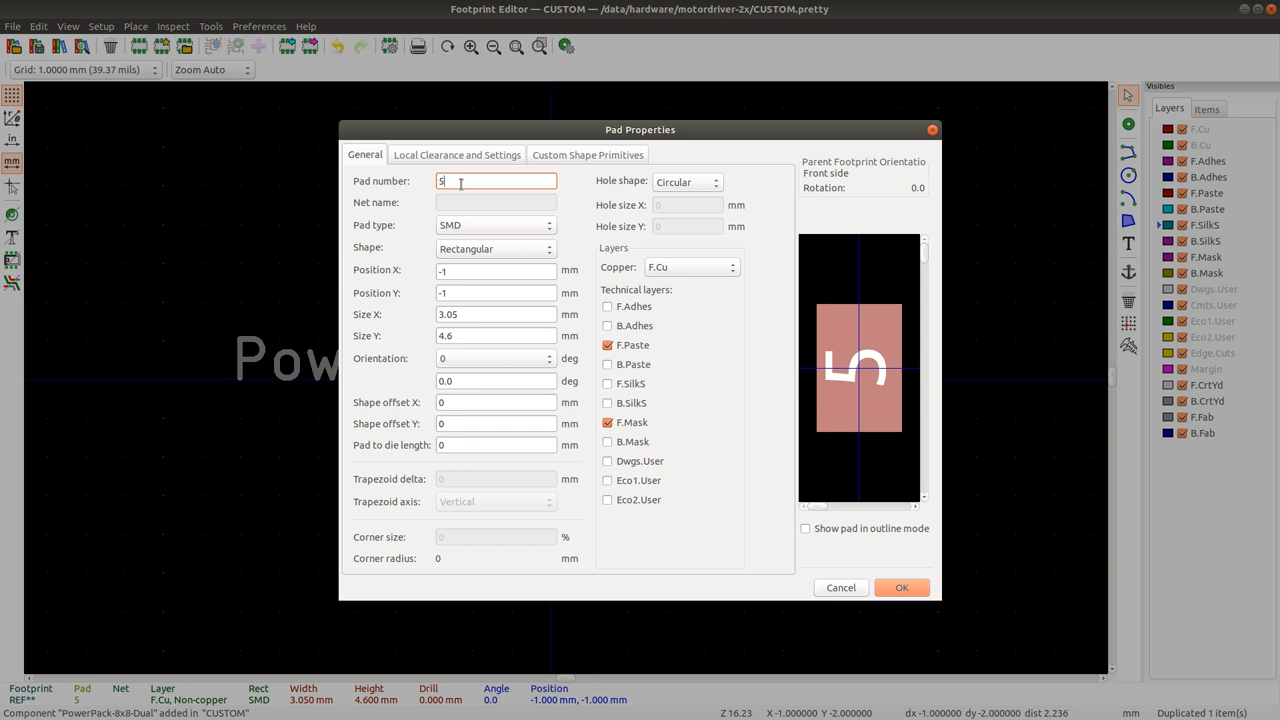 Footprint Editor — CUSTOM — /data/hardware/motordriver-2x/CUSTOM.pretty
File Edit View Setup Place Inspect Tools Preferences Help
Grid: 1.0000 mm (39.37 mils) Zoom Auto
in
mm
Pow
Pad Properties
General Local Clearance and Settings Custom Shape Primitives
Pad number: 5
Net name:
Pad type: SMD
Shape: Rectangular
Position X: -1 mm
Position Y: -1 mm
Size X: 3.05 mm
Size Y: 4.6 mm
Orientation: 0 deg
0.0 deg
Shape offset X: 0 mm
Shape offset Y: 0 mm
Pad to die length: 0 mm
Trapezoid delta: 0 mm
Trapezoid axis: Vertical
Corner size: 0 %
Corner radius: 0 mm
Hole shape: Circular
Hole size X: 0 mm
Hole size Y: 0 mm
Layers
Copper: F.Cu
Technical layers:
F.Adhes
B.Adhes
F.Paste
B.Paste
F.SilkS
B.SilkS
F.Mask
B.Mask
Dwgs.User
Eco1.User
Eco2.User
Parent Footprint Orientatio
Front side
Rotation: 0.0
5
Show pad in outline mode
Cancel OK
Visibles
Layers Items
F.Cu
B.Cu
F.Adhes
B.Adhes
F.Paste
B.Paste
F.SilkS
B.SilkS
F.Mask
B.Mask
Dwgs.User
Cmts.User
Eco1.User
Eco2.User
Edge.Cuts
Margin
F.CrtYd
B.CrtYd
F.Fab
B.Fab
Footprint Pad Net Layer Rect Width Height Drill Angle Position
REF** 5 F.Cu, Non-copper SMD 3.050 mm 4.600 mm 0.000 mm 0.0 -1.000 mm, -1.000 mm
Component "PowerPack-8x8-Dual" added in "CUSTOM" Z 16.23 X -1.000000 Y -2.000000 dx -1.000000 dy -2.000000 dist 2.236 mm Duplicated 1 item(s)